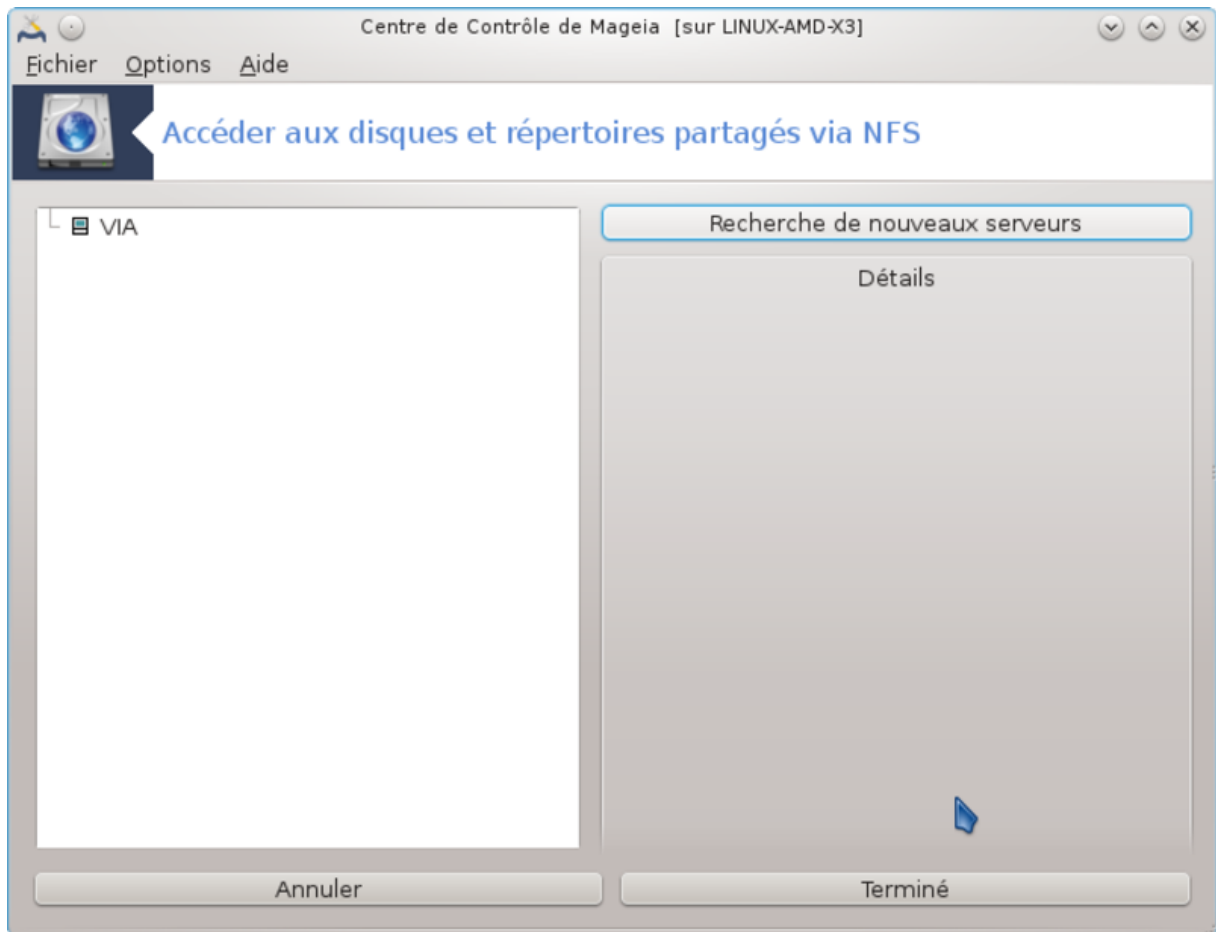 Centre de Contrôle de Mageia [sur LINUX-AMD-X3]
Fichier Options Aide
Accéder aux disques et répertoires partagés via NFS
VIA
Recherche de nouveaux serveurs
Détails
Annuler
Terminé